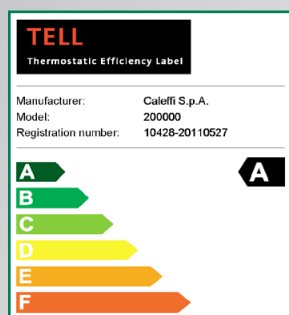 TELL
Thermostatic Efficiency Label
Manufacturer: Caleffi S.p.A.
Model: 200000
Registration number: 10428-20110527
A A
B
C
D
E
F